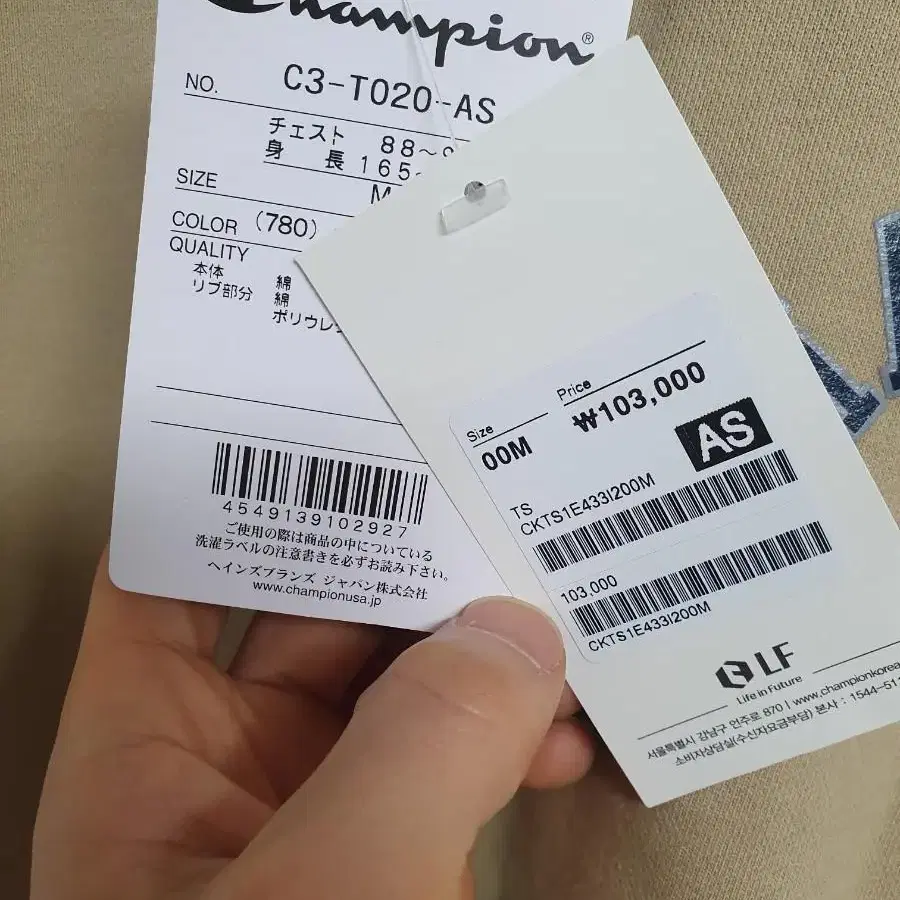 Champion®
NO. C3-T020-AS
チェスト 88～
身 長 165
SIZE M
COLOR (780)
QUALITY
本体 綿
リブ部分 綿
ポリウレ
4549139102927
ご使用の際は商品の中についている
洗濯ラベルの注意書きを必ずお読み下さい。
ヘインズブランズ ジャパン株式会社
www.championusa.jp
Size Price
00M ₩103,000
AS
TS
CKTS1E433I200M
103,000
CKTS1E433I200M
LF
Life in Future
서울특별시 강남구 언주로 870 | www.championkorea
소비자상담실(수신자요금부담) 본사 : 1544-511